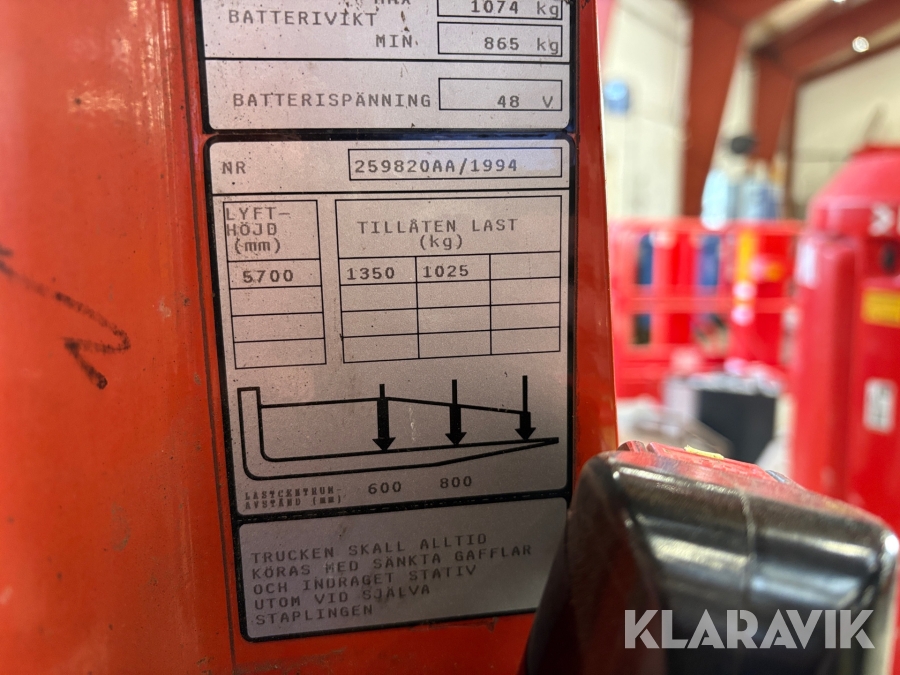 MAX 1074 kg
BATTERIVIKT
MIN 865 kg
BATTERISPÄNNING 48 V
NR 259820AA/1994
LYFT-
HÖJD
(mm)
TILLÅTEN LAST
(kg)
5700 1350 1025
LASTCENTRUM-
AVSTÅND (mm)
600 800
TRUCKEN SKALL ALLTID
KÖRAS MED SÄNKTA GAFFLAR
OCH INDRAGET STATIV
UTOM VID SJÄLVA
STAPLINGEN
KLARAVIK